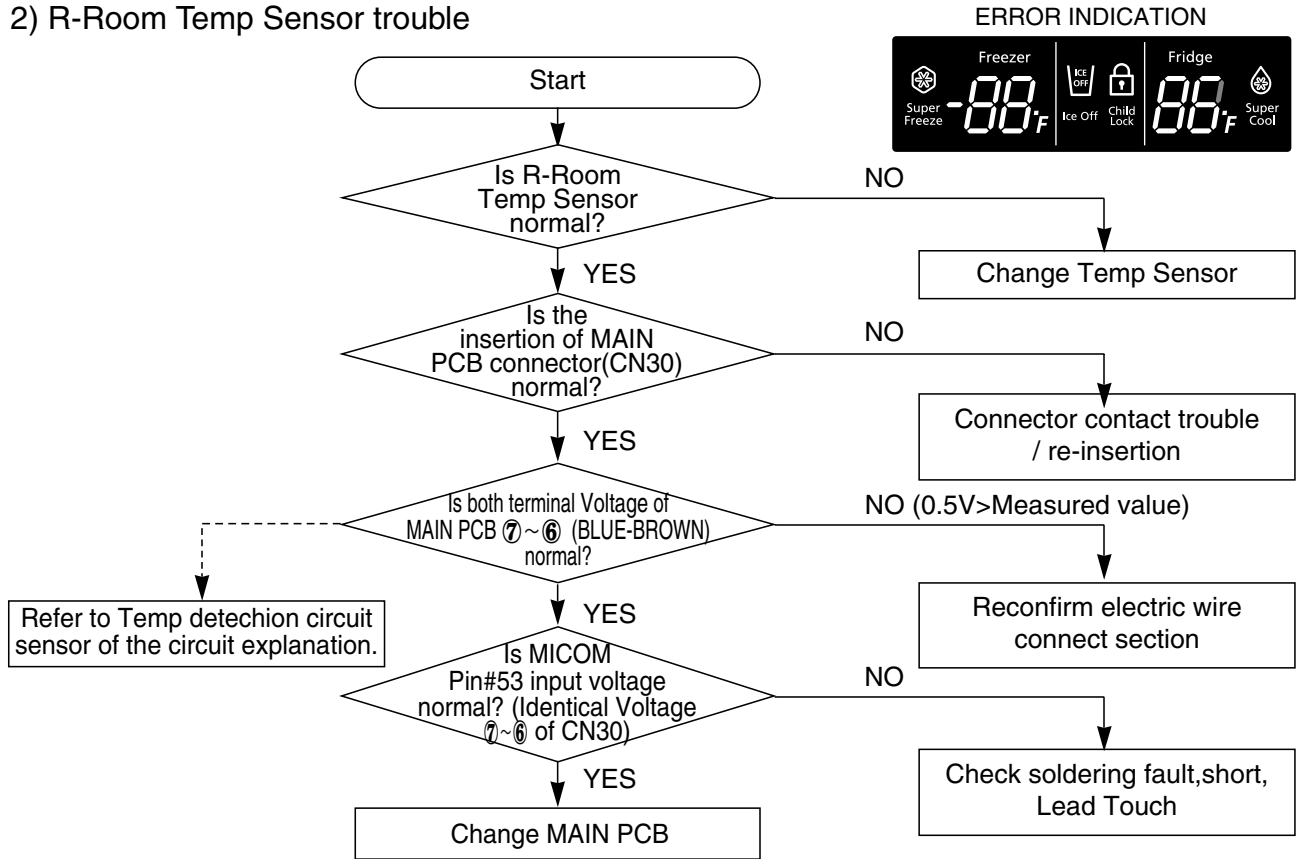 2) R-Room Temp Sensor trouble
ERROR INDICATION
Freezer
Fridge
ICE
OFF
Super
Freeze
-88°F
Ice Off
Child
Lock
88°F
Super
Cool
Start
Is R-Room
Temp Sensor
normal?
NO
Change Temp Sensor
YES
Is the
insertion of MAIN
PCB connector(CN30)
normal?
NO
Connector contact trouble
/ re-insertion
YES
Is both terminal Voltage of
MAIN PCB ⑦~⑥ (BLUE-BROWN)
normal?
NO (0.5V>Measured value)
Reconfirm electric wire
connect section
Refer to Temp detechion circuit
sensor of the circuit explanation.
YES
Is MICOM
Pin#53 input voltage
normal? (Identical Voltage
⑦~⑥ of CN30)
NO
Check soldering fault,short,
Lead Touch
YES
Change MAIN PCB